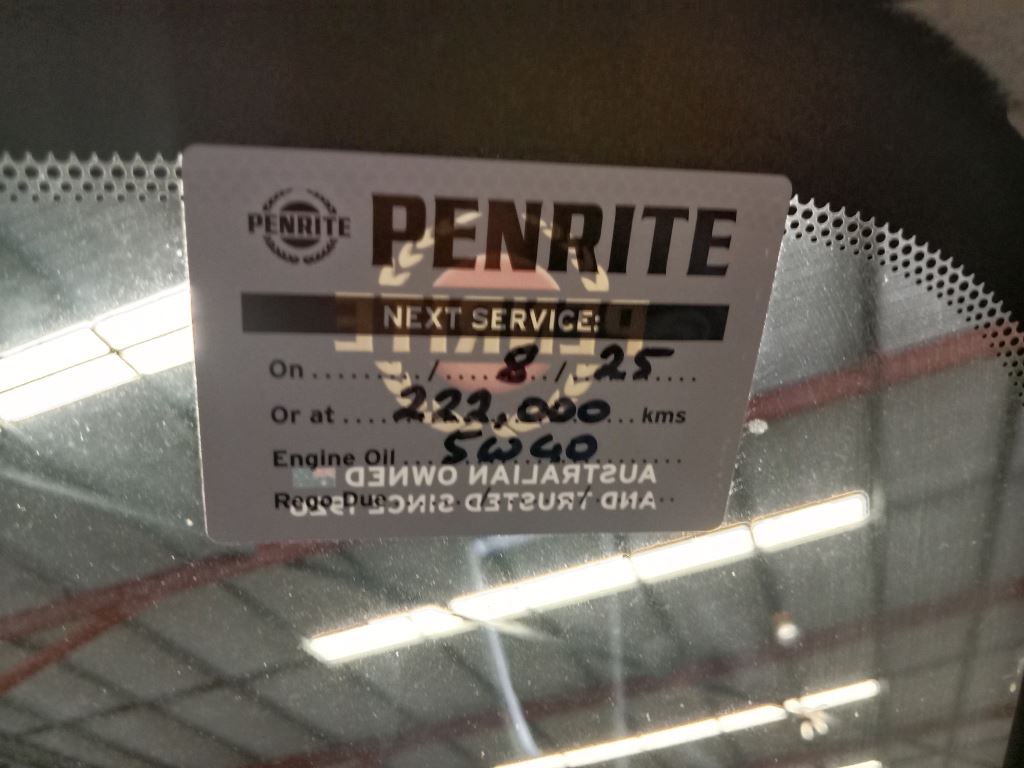 PENRITE PENRITE
NEXT SERVICE:
PENRITE
On ........ / .... 8 .. / .. 25 ....
Or at .... 222,000 ... kms
Engine Oil ... 5W40 ........
AUSTRALIAN OWNED
Rego Due ........ / ........ / ........
AND TRUSTED SINCE 1926